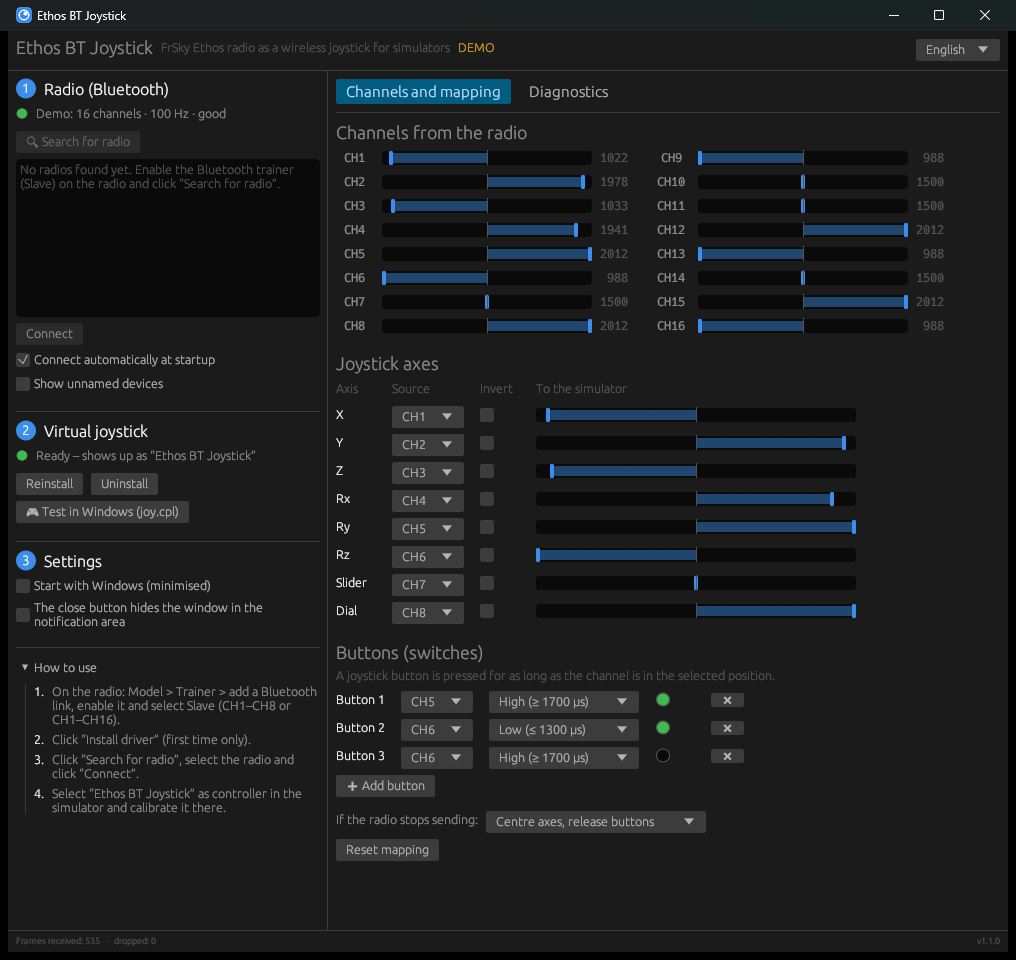 Ethos BT Joystick
Ethos BT Joystick FrSky Ethos radio as a wireless joystick for simulators DEMO
English
1 Radio (Bluetooth)
Demo: 16 channels · 100 Hz · good
Search for radio
No radios found yet. Enable the Bluetooth trainer
(Slave) on the radio and click “Search for radio”.
Connect
Connect automatically at startup
Show unnamed devices
2 Virtual joystick
Ready – shows up as “Ethos BT Joystick”
Reinstall Uninstall
Test in Windows (joy.cpl)
3 Settings
Start with Windows (minimised)
The close button hides the window in the
notification area
How to use
1. On the radio: Model > Trainer > add a Bluetooth
link, enable it and select Slave (CH1–CH8 or
CH1–CH16).
2. Click “Install driver” (first time only).
3. Click “Search for radio”, select the radio and
click “Connect”.
4. Select “Ethos BT Joystick” as controller in the
simulator and calibrate it there.
Channels and mapping Diagnostics
Channels from the radio
CH1 1022 CH9 988
CH2 1978 CH10 1500
CH3 1033 CH11 1500
CH4 1941 CH12 2012
CH5 2012 CH13 988
CH6 988 CH14 1500
CH7 1500 CH15 2012
CH8 2012 CH16 988
Joystick axes
Axis Source Invert To the simulator
X CH1
Y CH2
Z CH3
Rx CH4
Ry CH5
Rz CH6
Slider CH7
Dial CH8
Buttons (switches)
A joystick button is pressed for as long as the channel is in the selected position.
Button 1 CH5 High (≥ 1700 µs)
Button 2 CH6 Low (≤ 1300 µs)
Button 3 CH6 High (≥ 1700 µs)
+ Add button
If the radio stops sending: Centre axes, release buttons
Reset mapping
Frames received: 535 · dropped: 0
v1.1.0